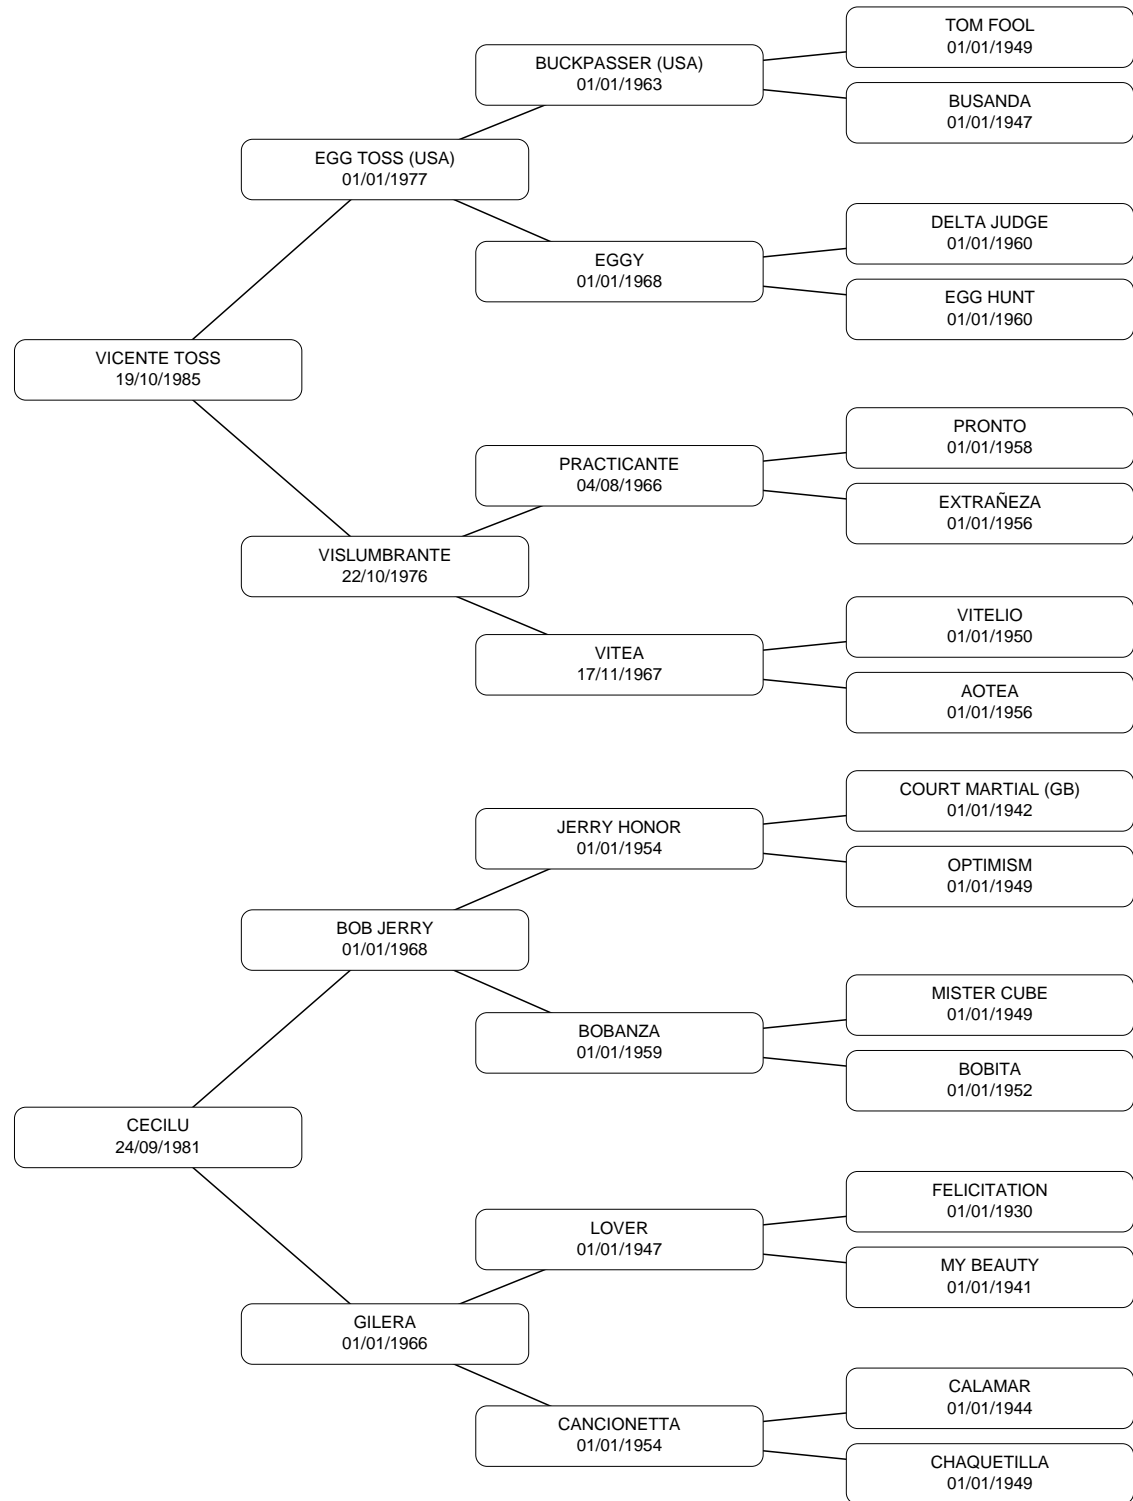 TOM FOOL
01/01/1949
BUCKPASSER (USA)
01/01/1963
BUSANDA
01/01/1947
EGG TOSS (USA)
01/01/1977
DELTA JUDGE
01/01/1960
EGGY
01/01/1968
EGG HUNT
01/01/1960
VICENTE TOSS
19/10/1985
PRONTO
01/01/1958
PRACTICANTE
04/08/1966
EXTRAÑEZA
01/01/1956
VISLUMBRANTE
22/10/1976
VITELIO
01/01/1950
VITEA
17/11/1967
AOTEA
01/01/1956
COURT MARTIAL (GB)
01/01/1942
JERRY HONOR
01/01/1954
OPTIMISM
01/01/1949
BOB JERRY
01/01/1968
MISTER CUBE
01/01/1949
BOBANZA
01/01/1959
BOBITA
01/01/1952
CECILU
24/09/1981
FELICITATION
01/01/1930
LOVER
01/01/1947
MY BEAUTY
01/01/1941
GILERA
01/01/1966
CALAMAR
01/01/1944
CANCIONETTA
01/01/1954
CHAQUETILLA
01/01/1949